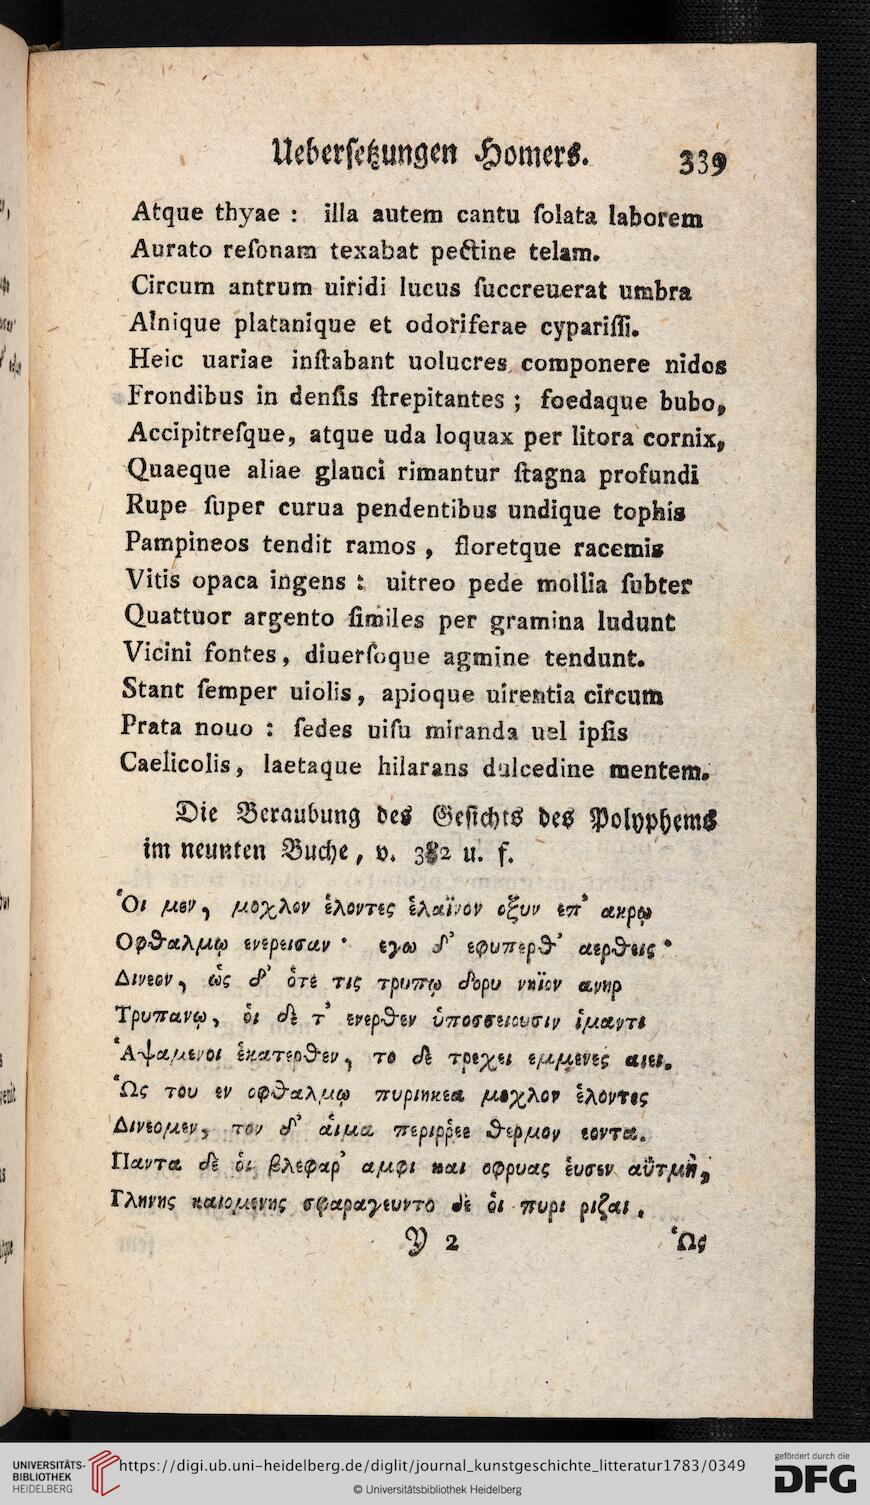 Ueberſetzungen Homers. 339
Atque thyae : illa autem cantu ſolata laborem
Aurato reſonam texabat pectine telam.
Circum antrum uiridi lucus ſuccreuerat umbra
Alnique platanique et odoriferae cypariſſi.
Heic uariae inſtabant uolucres componere nidos
Frondibus in denſis ſtrepitantes ; foedaque bubo,
Accipitreſque, atque uda loquax per litora cornix,
Quaeque aliae glauci rimantur ſtagna profundi
Rupe ſuper curua pendentibus undique tophis
Pampineos tendit ramos , floretque racemis
Vitis opaca ingens : uitreo pede mollia ſubter
Quattuor argento ſimiles per gramina ludunt
Vicini fontes, diuerſoque agmine tendunt.
Stant ſemper uiolis, apioque uirentia circum
Prata nouo : ſedes uiſu miranda uel ipſis
Caelicolis, laetaque hilarans dulcedine mentem.
Die Beraubung des Geſichts des Polyphems
im neunten Buche, v. 382 u. f.
Ὁι μεν, μοχλον ἑλοντες ἐλαϊνον οξυν επ' ακρῳ
Οφθαλμῳ ενερεισαν · εγω δ' εφυπερθ' αερθεις ·
Δινεον, ὡς δ' ὁτε τις τρυπῳ δορυ νηϊον ανηρ
Τρυπανῳ, ὁι δε τ' ενερθεν ὑποσσειουσιν ἱμαντι
Ἁψαμενοι ἑκατερθεν, το δε τρεχει εμμενες αιει.
Ὡς του εν οφθαλμῳ πυριηκεα μοχλον ἑλοντες
Δινεομεν, τον δ' ἁιμα περιῤῥεε θερμον εοντα.
Παντα δε ὁι βλεφαρ' αμφι και οφρυας ἑυσεν αὒτμὴ,
Γληνης καιομενης σφαραγευντο δε ὁι πυρι ριζαι.
Y 2 Ὡς
UNIVERSITÄTS-
BIBLIOTHEK
HEIDELBERG
https://digi.ub.uni-heidelberg.de/diglit/journal_kunstgeschichte_litteratur1783/0349
© Universitätsbibliothek Heidelberg
gefördert durch die
DFG